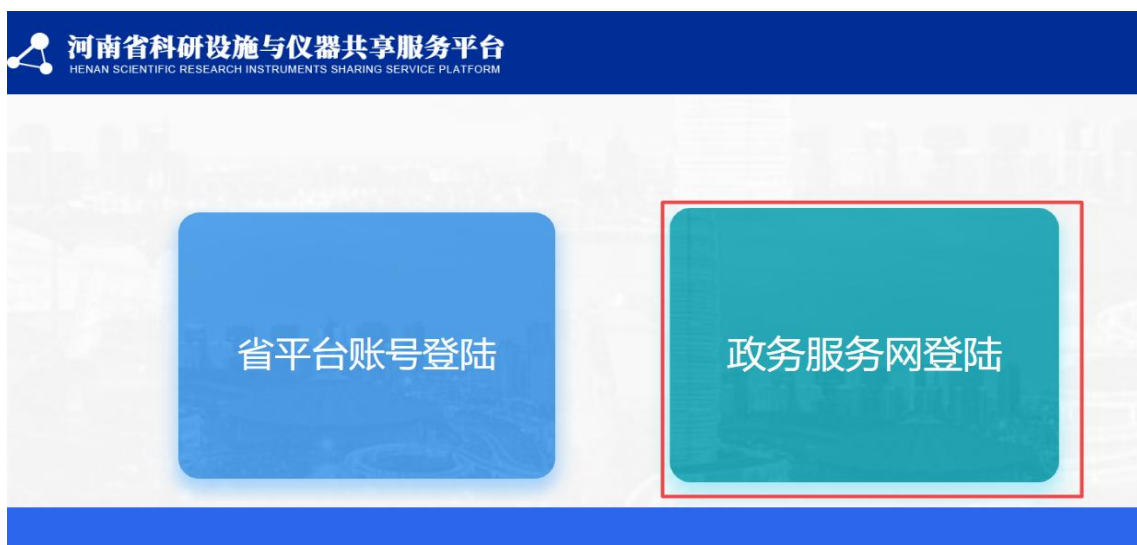 河南省科研设施与仪器共享服务平台
HENAN SCIENTIFIC RESEARCH INSTRUMENTS SHARING SERVICE PLATFORM
省平台账号登陆
政务服务网登陆